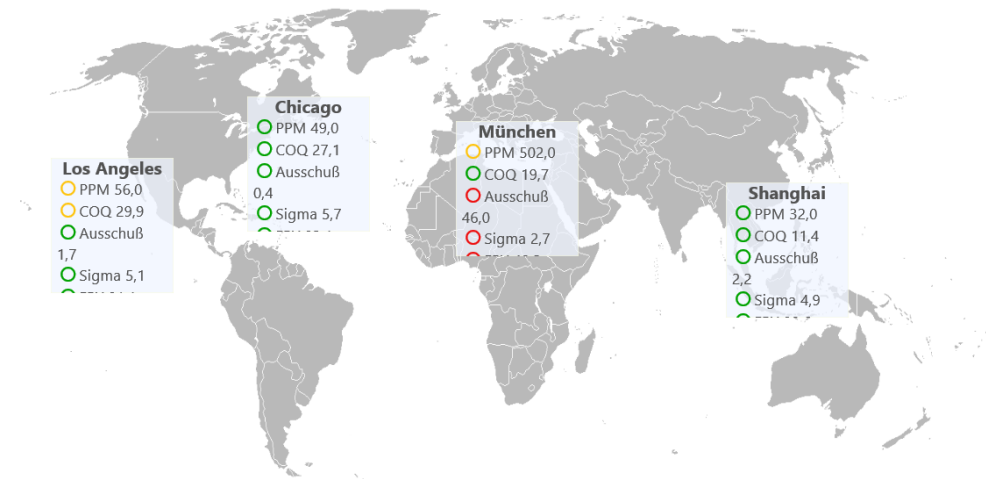 Chicago
PPM 49,0
COQ 27,1
Ausschuß
0,4
Sigma 5,7
München
PPM 502,0
COQ 19,7
Ausschuß
46,0
Sigma 2,7
Los Angeles
PPM 56,0
COQ 29,9
Ausschuß
1,7
Sigma 5,1
Shanghai
PPM 32,0
COQ 11,4
Ausschuß
2,2
Sigma 4,9